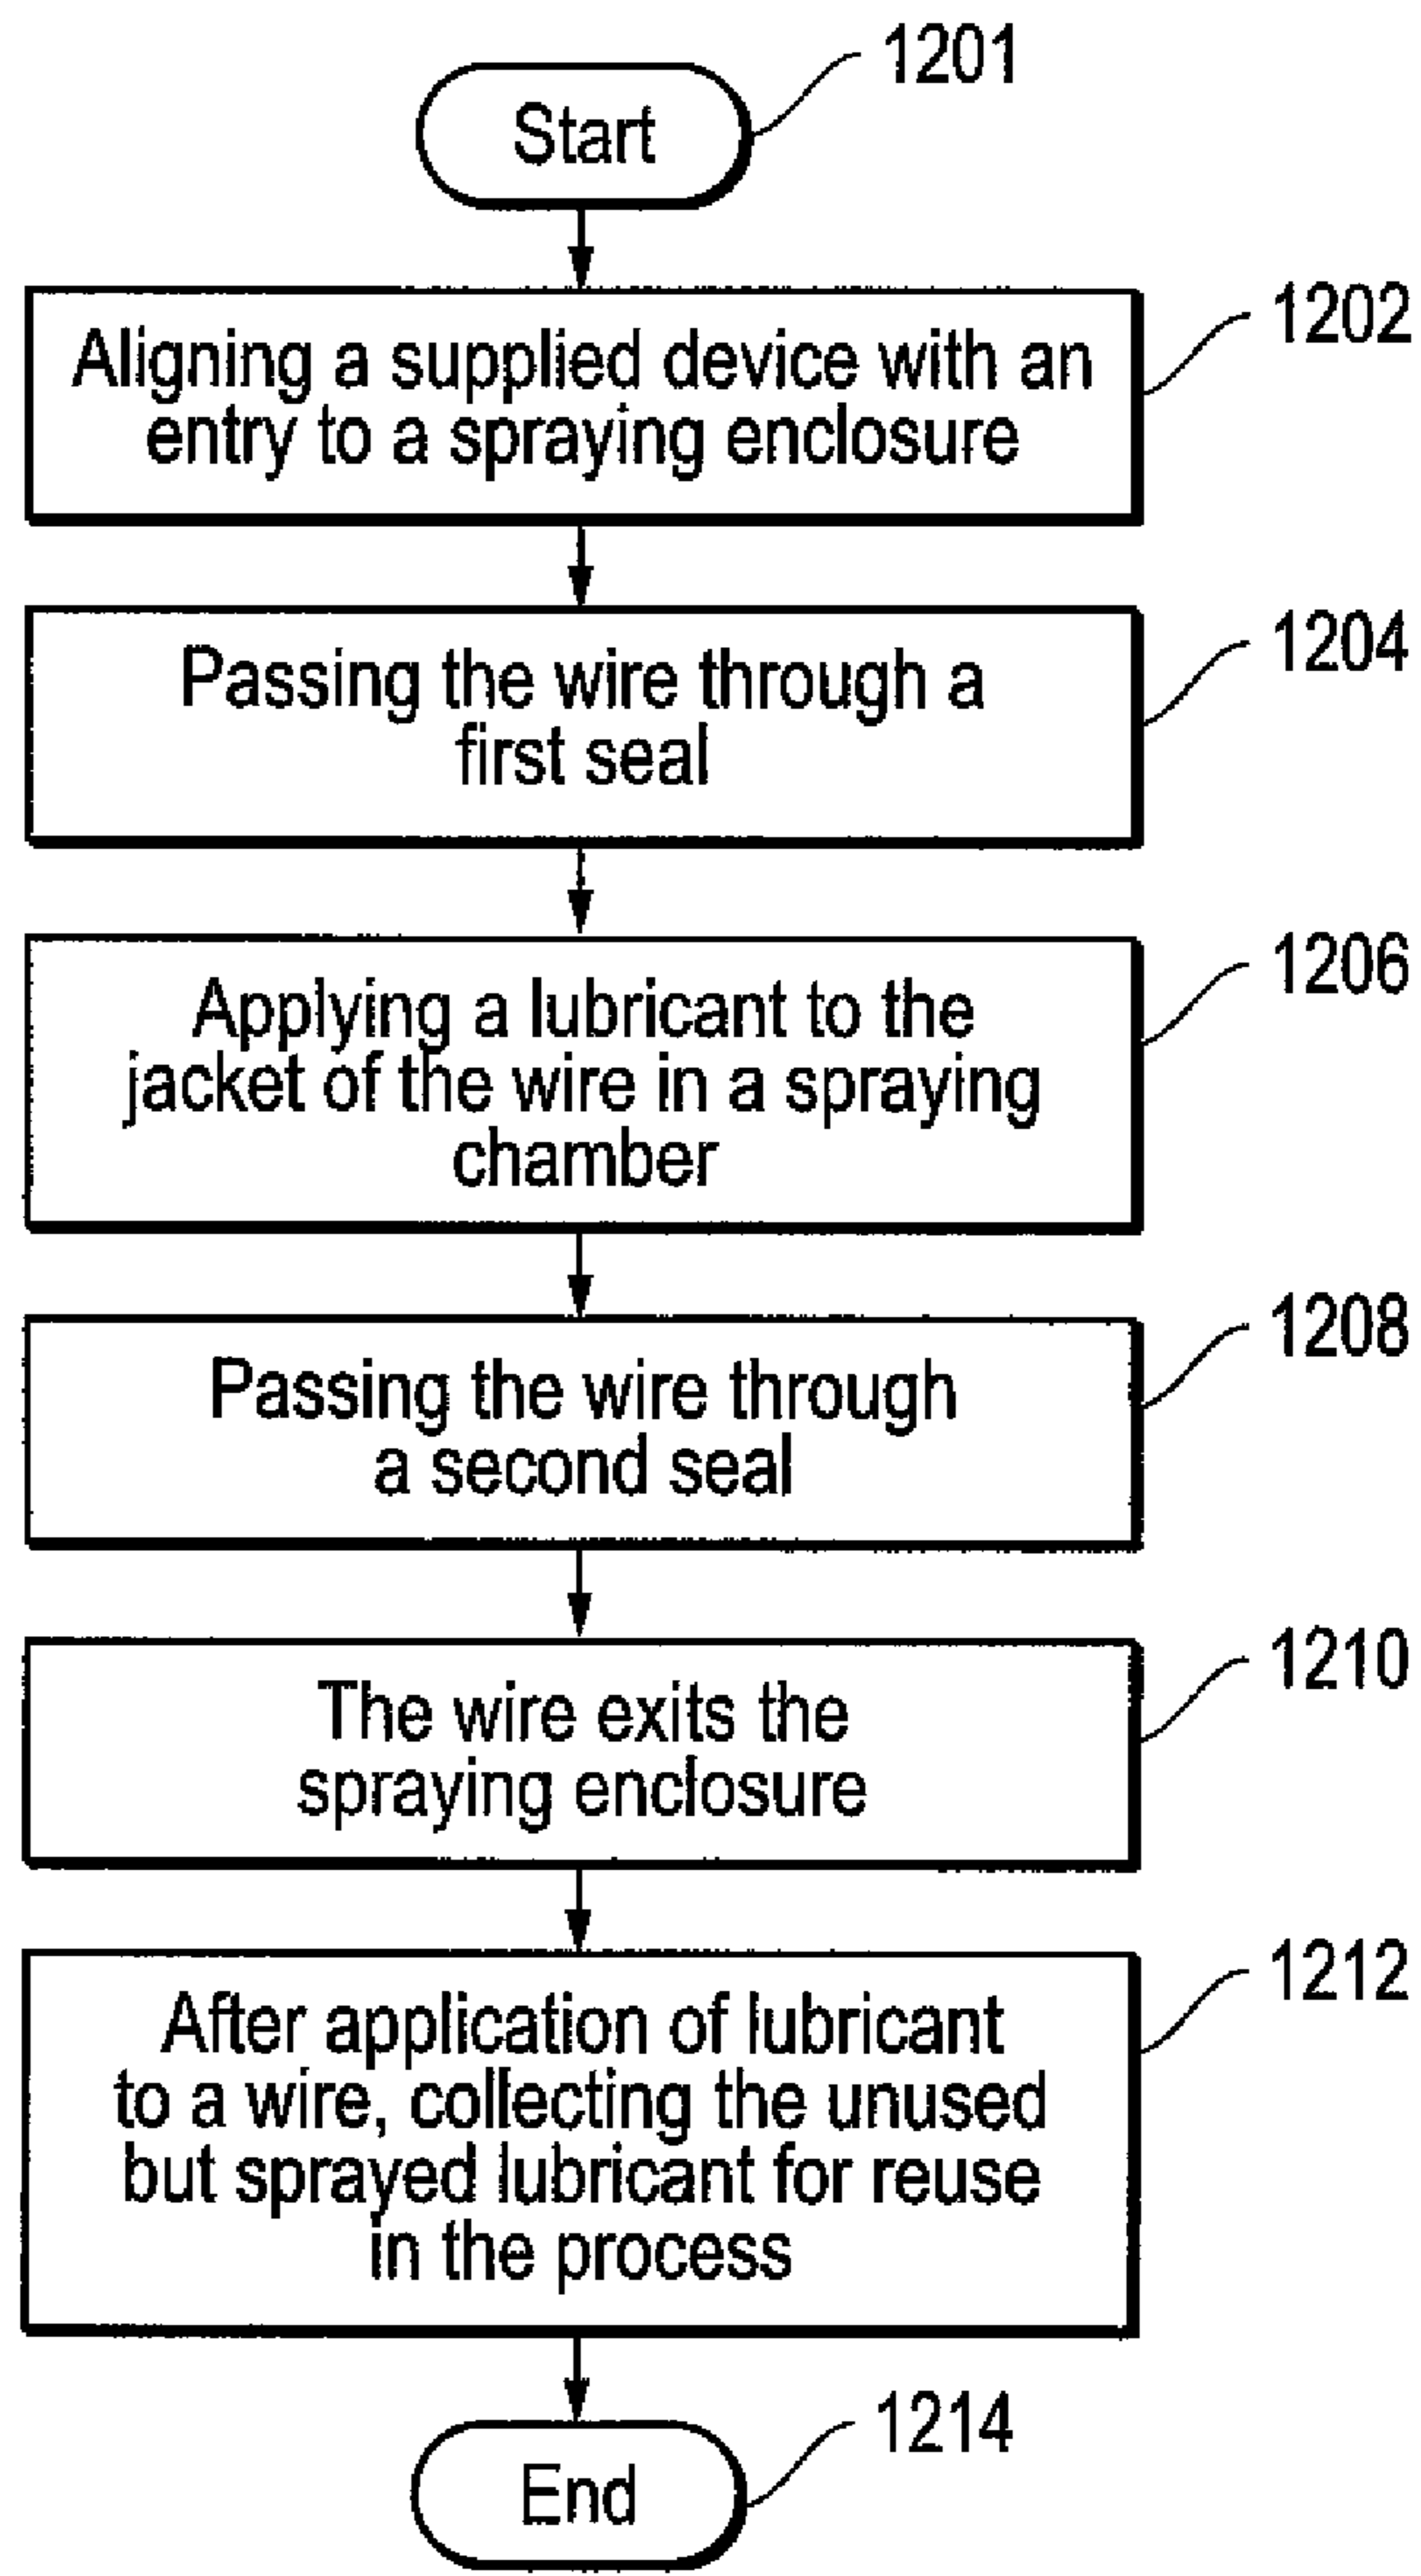 1201
Start
1202
Aligning a supplied device with an
entry to a spraying enclosure
1204
Passing the wire through a
first seal
1206
Applying a lubricant to the
jacket of the wire in a spraying
chamber
1208
Passing the wire through
a second seal
1210
The wire exits the
spraying enclosure
1212
After application of lubricant
to a wire, collecting the unused
but sprayed lubricant for reuse
in the process
1214
End